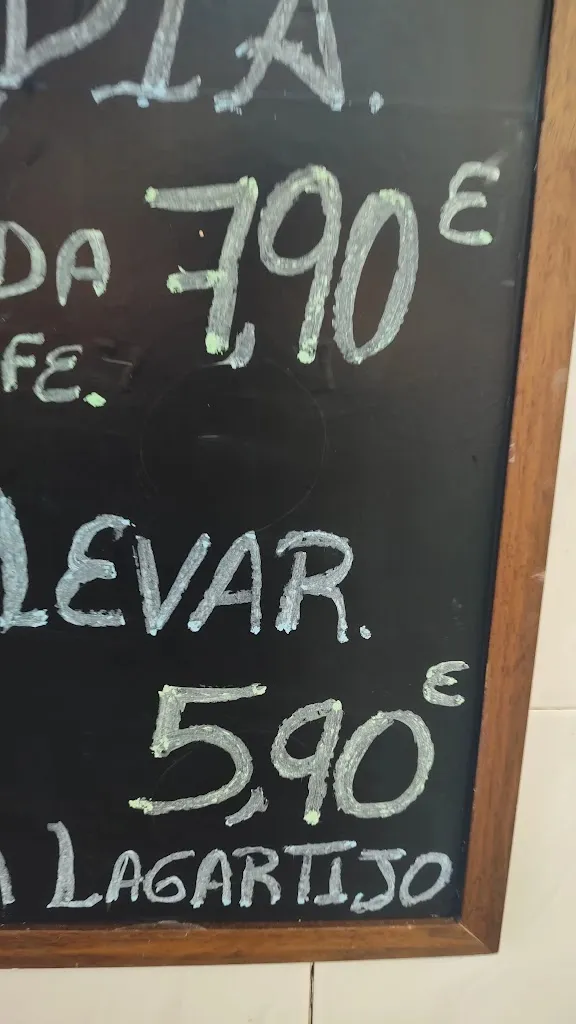 DIA.
DA 7,90 €
FE.
LEVAR.
5,90 €
LAGARTIJO